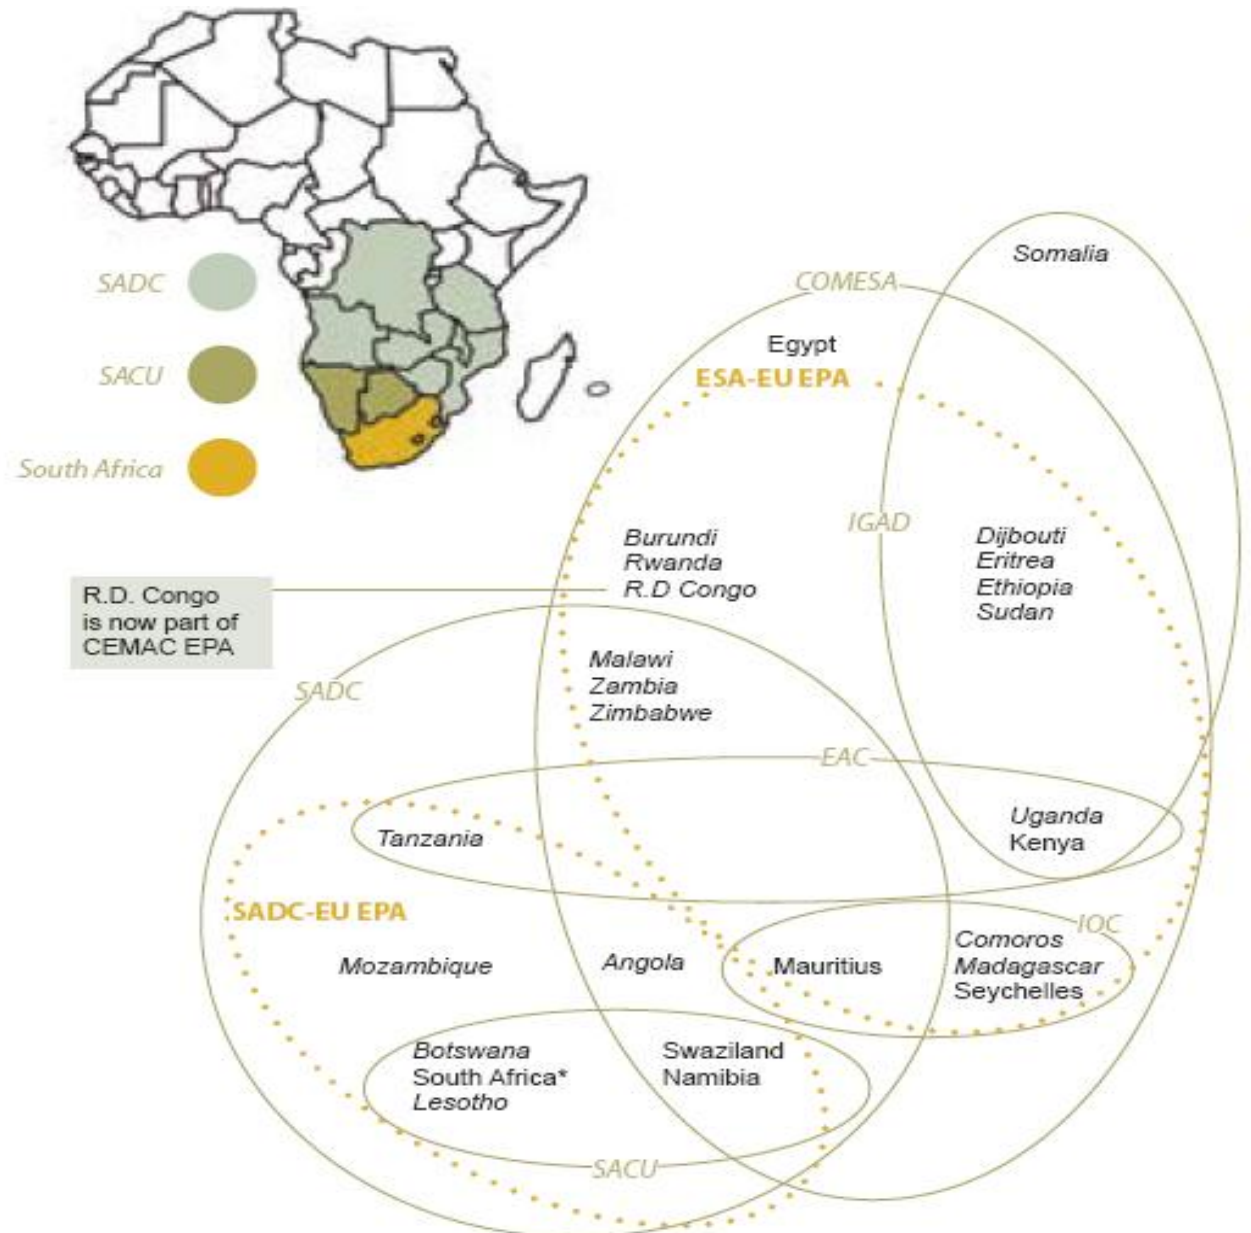 SADC
SACU
South Africa
COMESA
Somalia
Egypt
ESA-EU EPA
IGAD
Burundi
Rwanda
R.D Congo
Dijbouti
Eritrea
Ethiopia
Sudan
R.D. Congo
is now part of
CEMAC EPA
SADC
Malawi
Zambia
Zimbabwe
EAC
Tanzania
Uganda
Kenya
SADC-EU EPA
IOC
Mozambique
Angola
Mauritius
Comoros
Madagascar
Seychelles
Botswana
South Africa*
Lesotho
Swaziland
Namibia
SACU